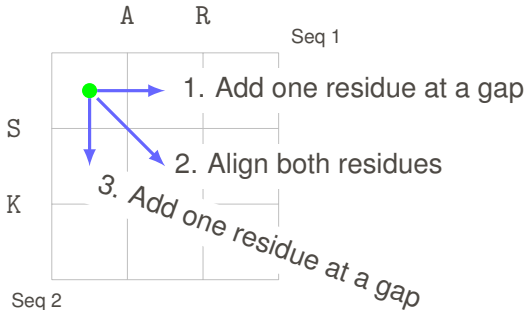 A R
Seq 1
1. Add one residue at a gap
S
2. Align both residues
3. Add one residue at a gap
K
Seq 2